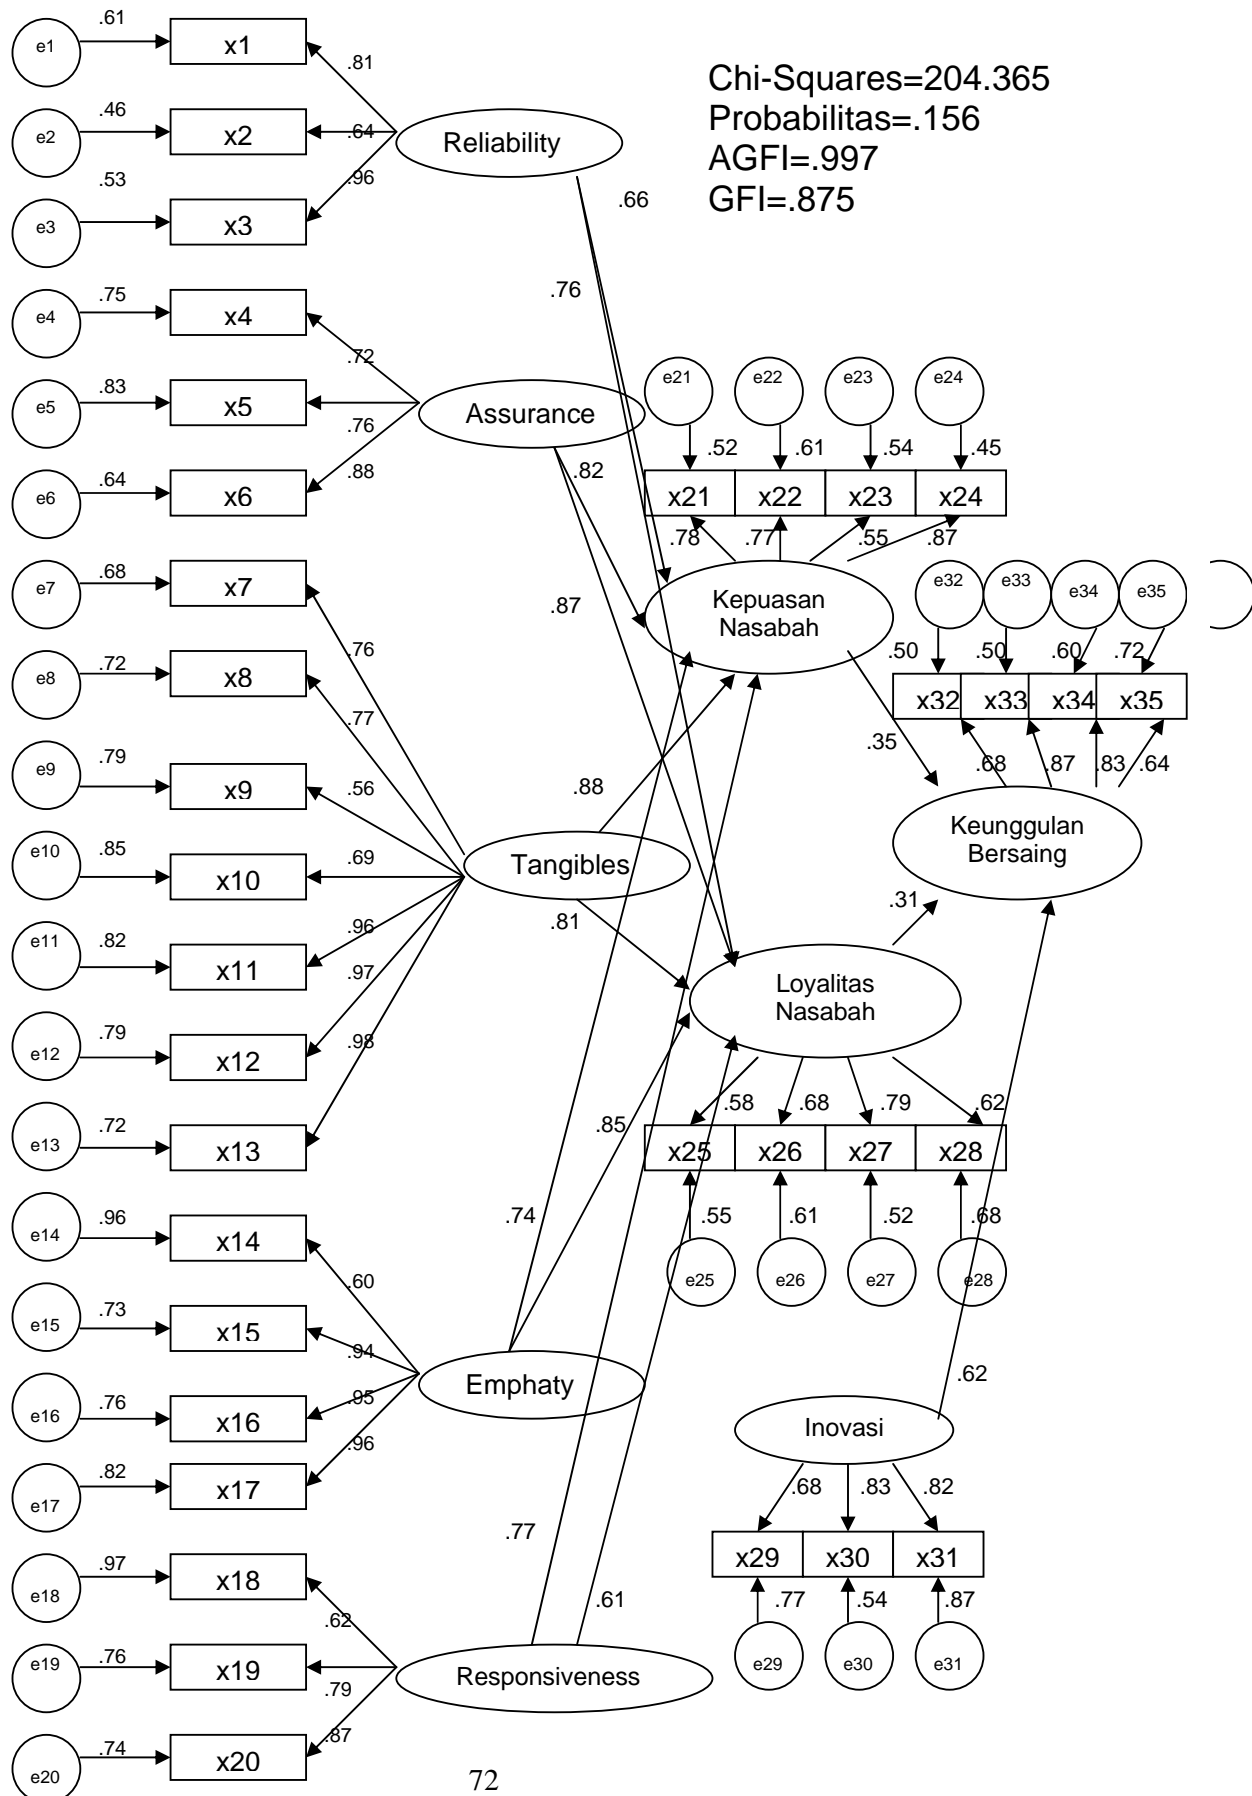 Chi-Squares=204.365
Probabilitas=.156
AGFI=.997
GFI=.875
e1
.61
x1
.81
e2
.46
x2
.64
e3
.53
x3
.96
Reliability
.66
.76
e4
.75
x4
.72
e5
.83
x5
.76
e6
.64
x6
.88
Assurance
.82
.87
e21
e22
e23
e24
.52
.61
.54
.45
x21
x22
x23
x24
.78
.77
.55
.87
Kepuasan
Nasabah
e32
e33
e34
e35
.50
.50
.60
.72
x32
x33
x34
x35
.68
.87
.83
.64
.35
Keunggulan
Bersaing
.31
e7
.68
x7
.76
e8
.72
x8
.77
e9
.79
x9
.56
e10
.85
x10
.69
e11
.82
x11
.96
e12
.79
x12
.97
e13
.72
x13
.98
Tangibles
.88
.81
Loyalitas
Nasabah
.58
.68
.79
.62
x25
x26
x27
x28
.55
.61
.52
.68
e25
e26
e27
e28
e14
.96
x14
.60
e15
.73
x15
.94
e16
.76
x16
.95
e17
.82
x17
.96
Emphaty
.74
.85
.62
Inovasi
.68
.83
.82
x29
x30
x31
.77
.54
.87
e29
e30
e31
e18
.97
x18
.62
e19
.76
x19
.79
e20
.74
x20
.87
Responsiveness
.77
.61
72